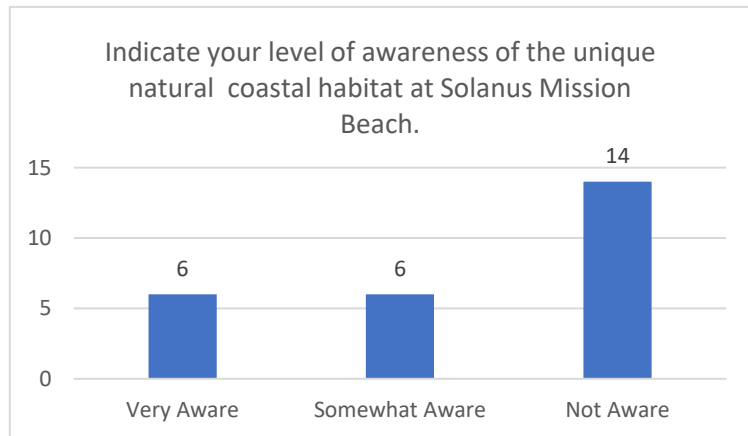 Indicate your level of awareness of the unique
natural  coastal habitat at Solanus Mission
Beach.
15
10
5
0
6
6
14
Very Aware
Somewhat Aware
Not Aware